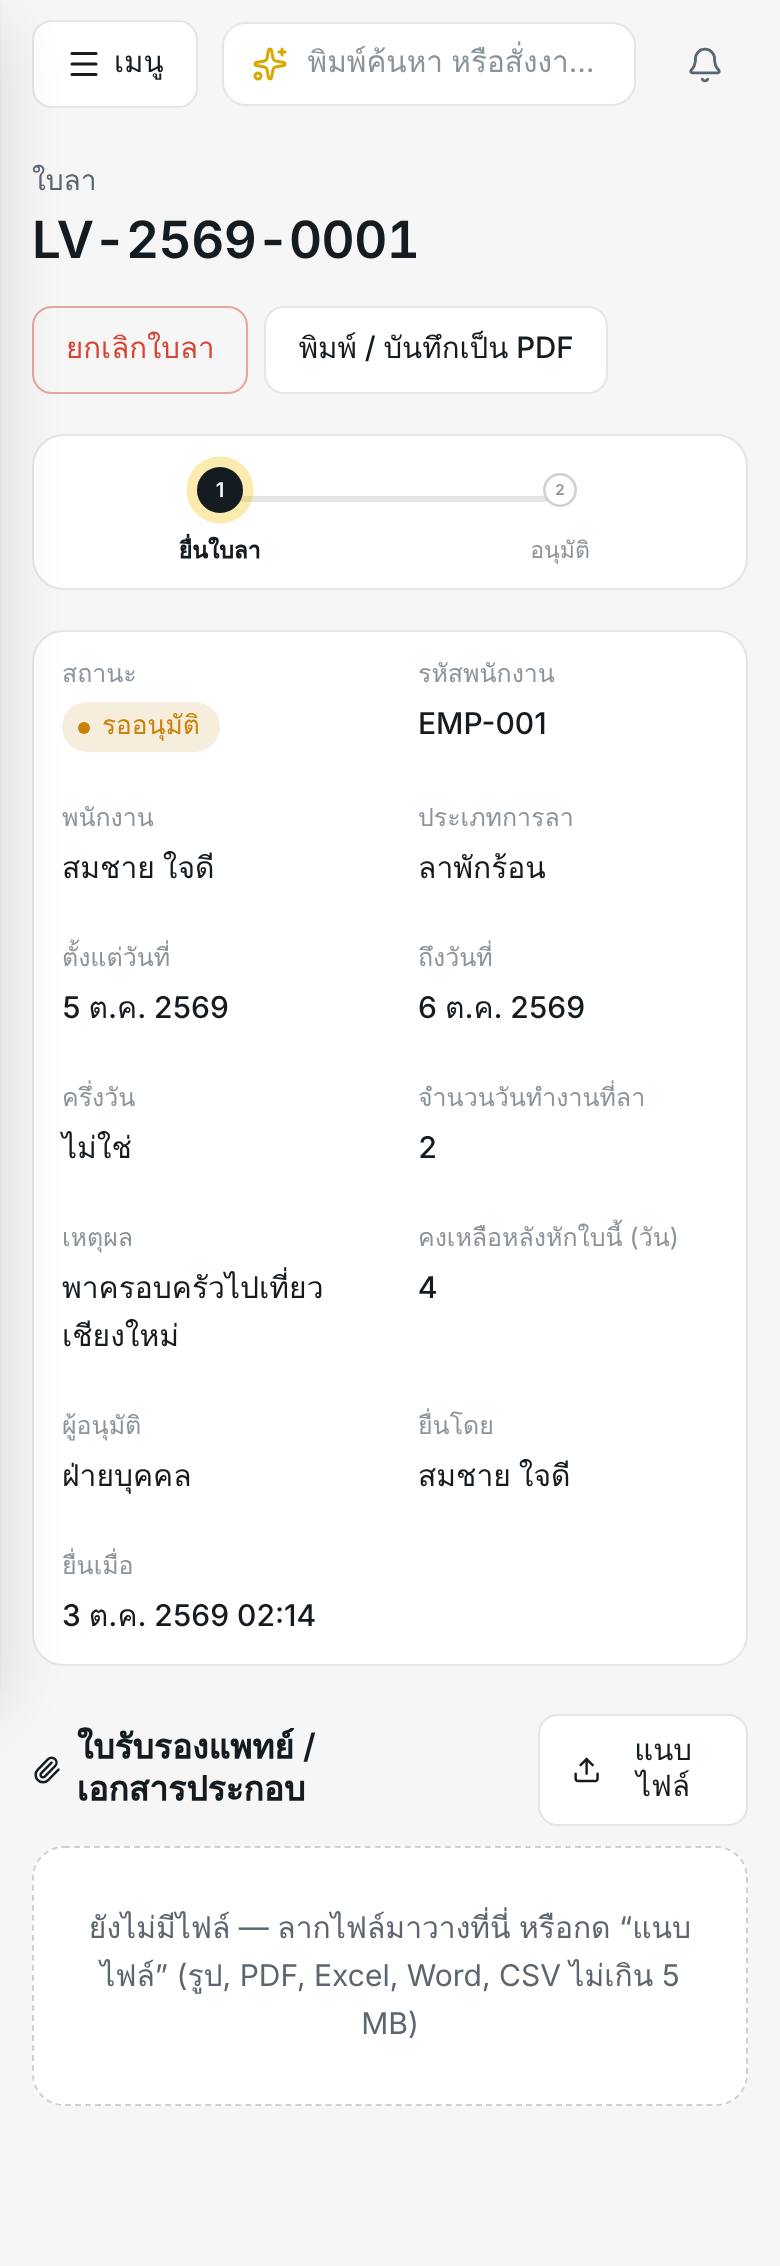 เมนู
พิมพ์ค้นหา หรือสั่งงา...
ใบลา
LV-2569-0001
ยกเลิกใบลา
พิมพ์ / บันทึกเป็น PDF
1
2
ยื่นใบลา
อนุมัติ
สถานะ
รหัสพนักงาน
รออนุมัติ
EMP-001
พนักงาน
ประเภทการลา
สมชาย ใจดี
ลาพักร้อน
ตั้งแต่วันที่
ถึงวันที่
5 ต.ค. 2569
6 ต.ค. 2569
ครึ่งวัน
จำนวนวันทำงานที่ลา
ไม่ใช่
2
เหตุผล
คงเหลือหลังหักใบนี้ (วัน)
พาครอบครัวไปเที่ยว
เชียงใหม่
4
ผู้อนุมัติ
ยื่นโดย
ฝ่ายบุคคล
สมชาย ใจดี
ยื่นเมื่อ
3 ต.ค. 2569 02:14
ใบรับรองแพทย์ /
เอกสารประกอบ
แนบ
ไฟล์
ยังไม่มีไฟล์ — ลากไฟล์มาวางที่นี่ หรือกด “แนบ
ไฟล์” (รูป, PDF, Excel, Word, CSV ไม่เกิน 5
MB)